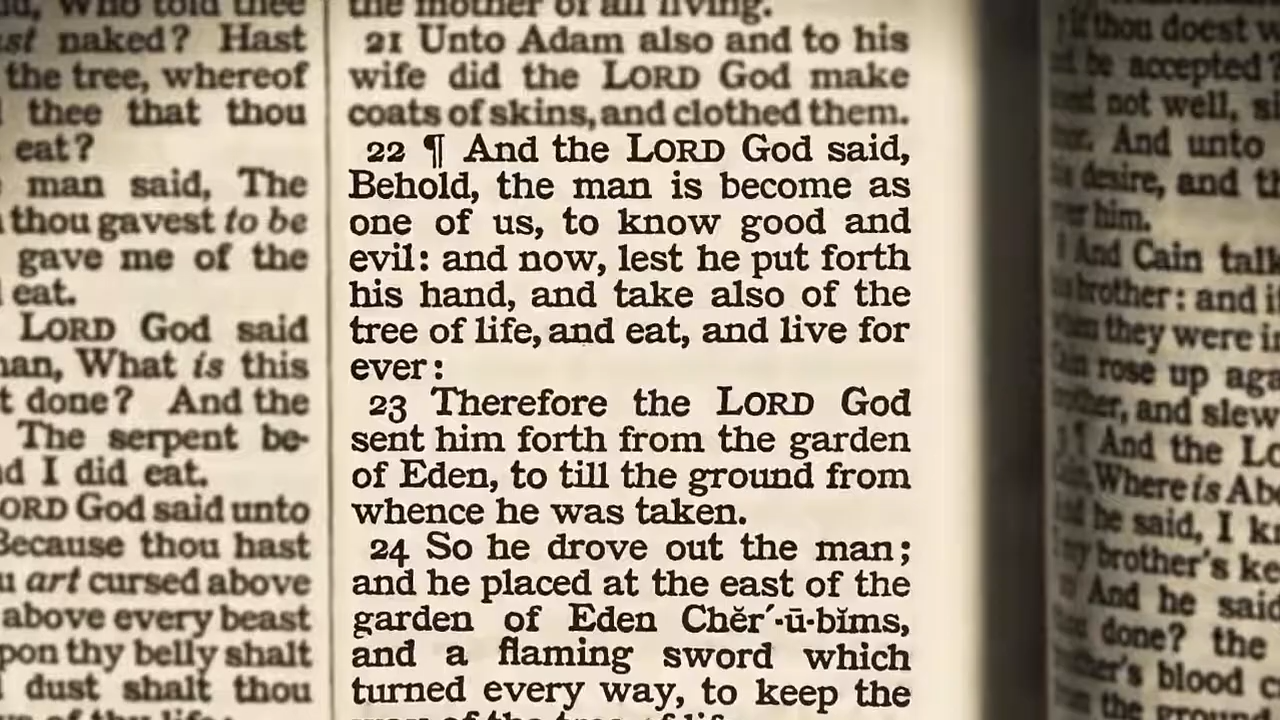 told thee
naked? Hast
the tree, whereof
thee that thou
eat?
man said, The
thou gavest to be
gave me of the
eat.
LORD God said
What is this
done? And the
The serpent be-
I did eat.
God said unto
Because thou hast
art cursed above
above every beast
thy belly shalt
dust shalt thou
the mother of all living.
21 Unto Adam also and to his
wife did the LORD God make
coats of skins, and clothed them.
22 ¶ And the LORD God said,
Behold, the man is become as
one of us, to know good and
evil: and now, lest he put forth
his hand, and take also of the
tree of life, and eat, and live for
ever:
23 Therefore the LORD God
sent him forth from the garden
of Eden, to till the ground from
whence he was taken.
24 So he drove out the man;
and he placed at the east of the
garden of Eden Chĕr´-ū-bĭms,
and a flaming sword which
turned every way, to keep the
way of the tree of life.
if thou doest
be accepted?
not well,
And unto
desire, and
him.
And Cain
brother: and
they were
rose up
and slew
And the
Where is
he said, I
brother's
And he said
done? the
brother's blood
the ground